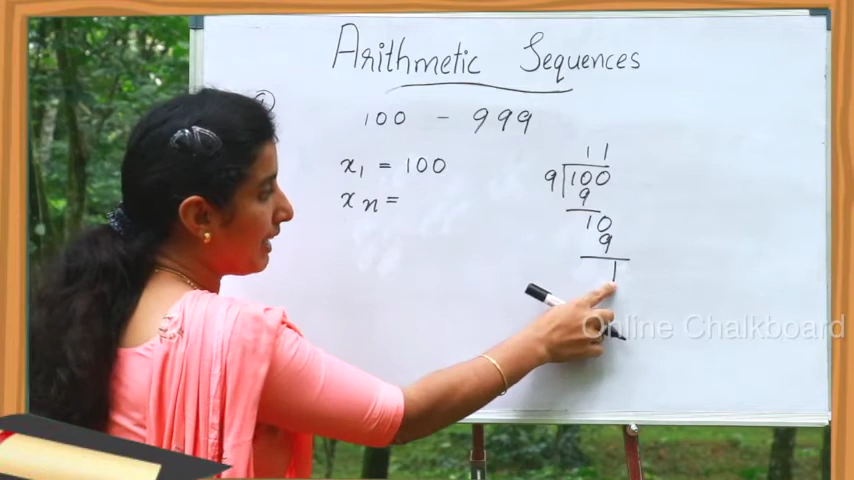 Arithmetic Sequences
100 - 999
x₁ = 100
xn =
11
9 100
9
10
9
1
Online Chalkboard